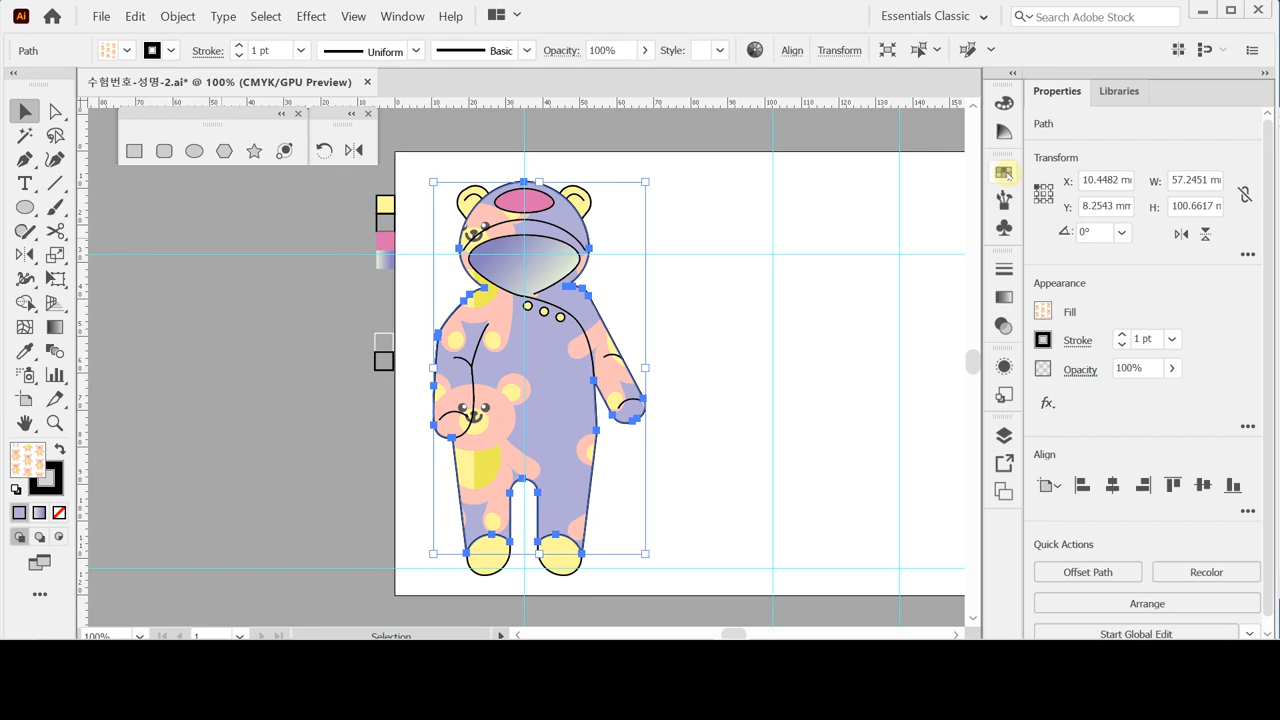 Ai File Edit Object Type Select Effect View Window Help Essentials Classic Search Adobe Stock
Path Stroke: 1 pt Uniform Basic Opacity: 100% Style: Align Transform
수험번호-성명-2.ai* @ 100% (CMYK/GPU Preview)
Properties Libraries
Path
Transform
X: 10.4482 mm W: 57.2451 mm
Y: 8.2543 mm H: 100.6617 n
0°
Appearance
Fill
Stroke 1 pt
Opacity 100%
fx.
Align
Quick Actions
Offset Path Recolor
Arrange
Start Global Edit
100% 1 Selection